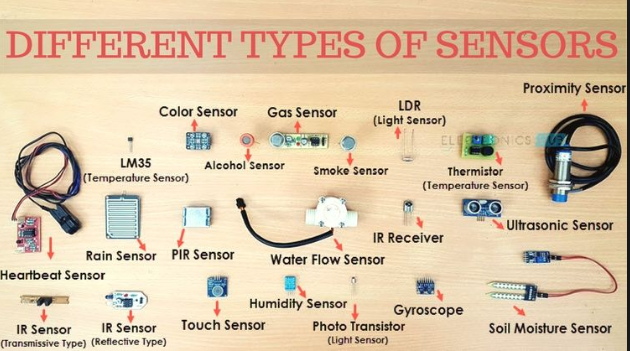 DIFFERENT TYPES OF SENSORS
Proximity Sensor
Color Sensor
Gas Sensor
LDR
(Light Sensor)
LM35
(Temperature Sensor)
Alcohol Sensor
Smoke Sensor
Thermistor
(Temperature Sensor)
Rain Sensor
PIR Sensor
Water Flow Sensor
IR Receiver
Ultrasonic Sensor
Heartbeat Sensor
IR Sensor
(Transmissive Type)
IR Sensor
(Reflective Type)
Touch Sensor
Humidity Sensor
Photo Transistor
(Light Sensor)
Gyroscope
Soil Moisture Sensor